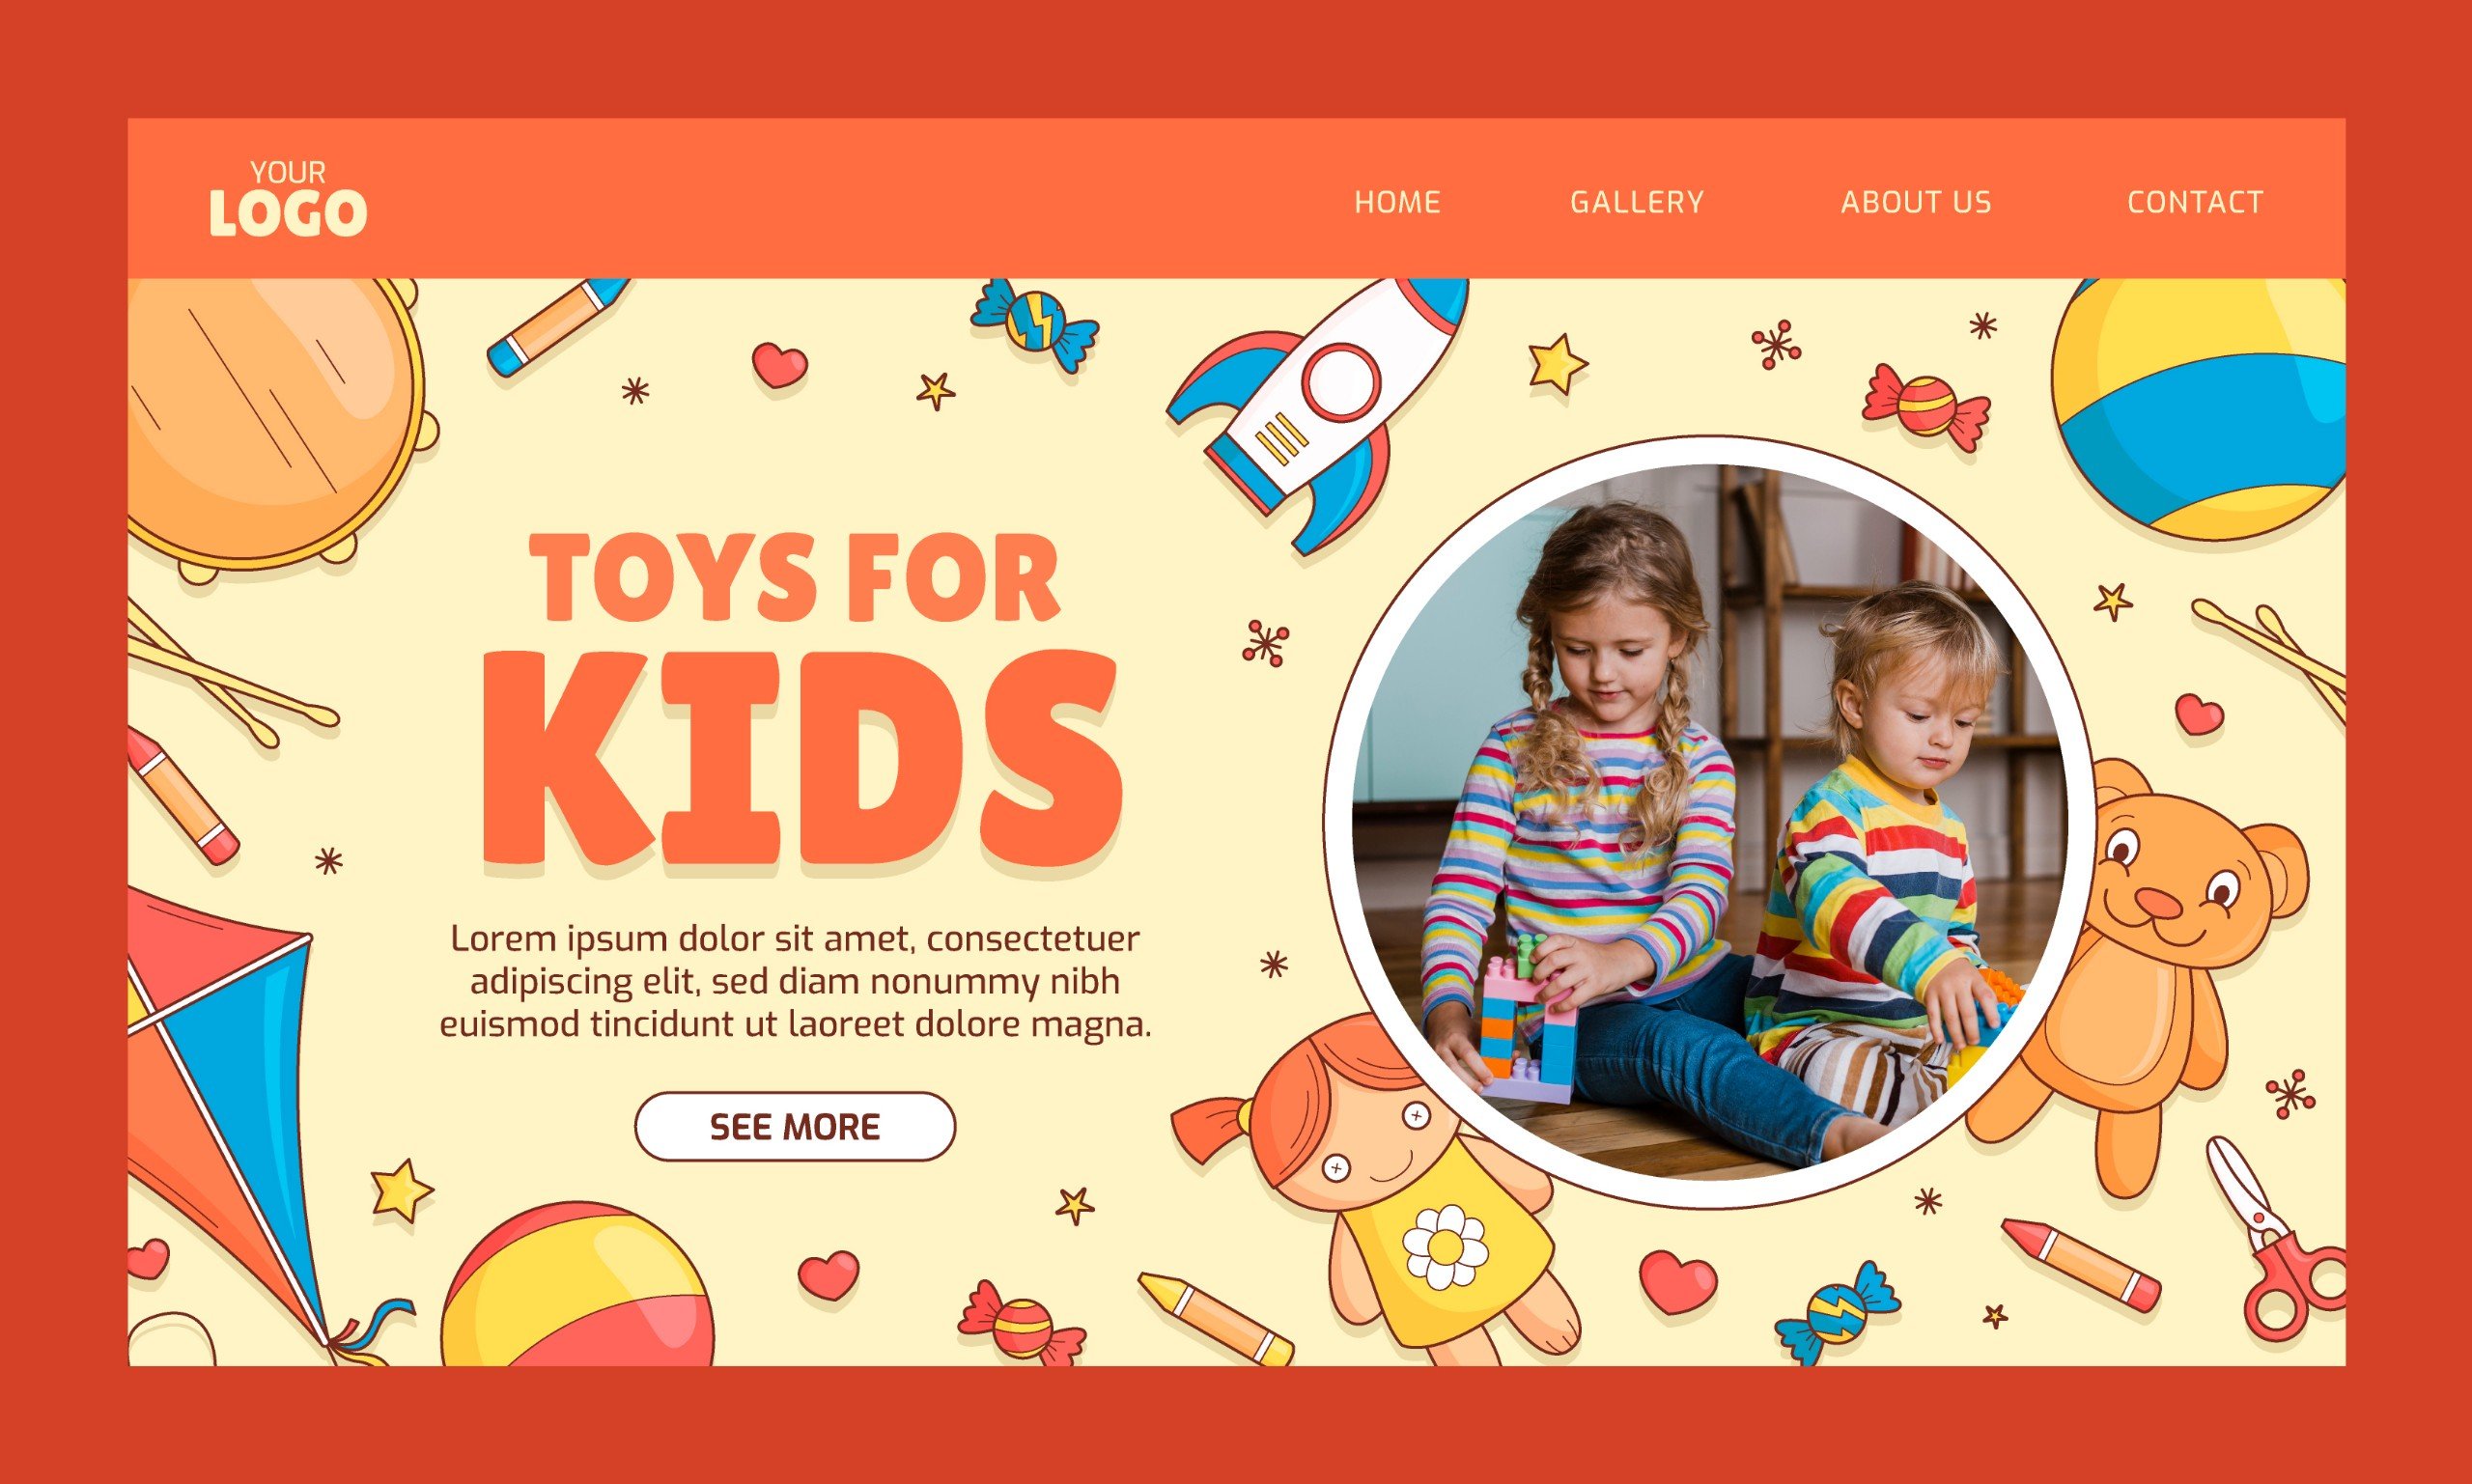 YOUR
LOGO
HOME GALLERY ABOUT US CONTACT
TOYS FOR
KIDS
Lorem ipsum dolor sit amet, consectetuer
adipiscing elit, sed diam nonummy nibh
euismod tincidunt ut laoreet dolore magna.
SEE MORE